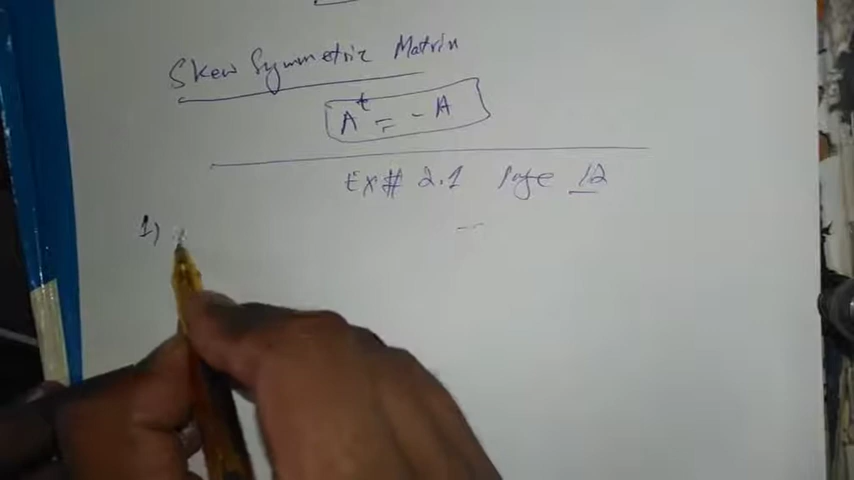 Skew Symmetric Matrix
A^t = - A
Ex# 2.1 Page 12
1)